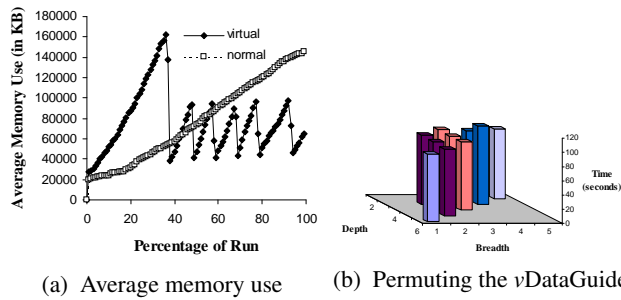 Average Memory Use (in KB)
180000
160000
140000
120000
100000
80000
60000
40000
20000
0
virtual
normal
0 20 40 60 80 100
Percentage of Run
(a) Average memory use
120
100
80
60
40
20
0
Time
(seconds)
2
4
6
Depth
1 2 3 4 5
Breadth
(b) Permuting the vDataGuide